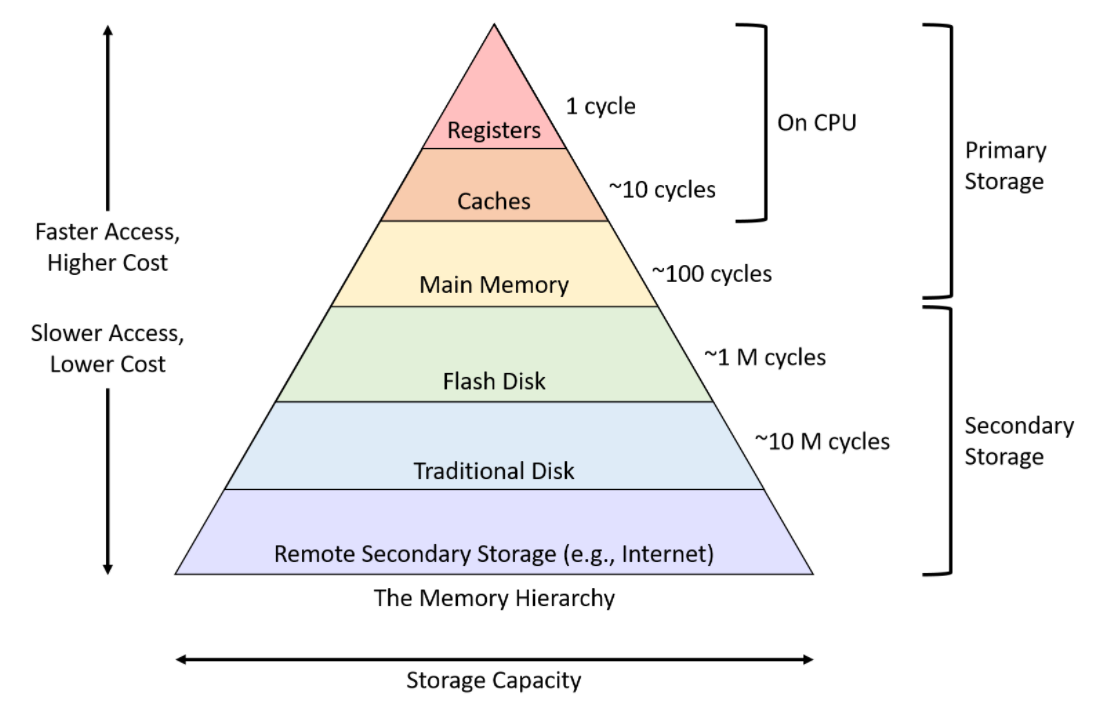 1 cycle
Registers
On CPU
Primary
Storage
~10 cycles
Caches
Faster Access,
Higher Cost
~100 cycles
Main Memory
Slower Access,
Lower Cost
~1 M cycles
Flash Disk
~10 M cycles
Traditional Disk
Secondary
Storage
Remote Secondary Storage (e.g., Internet)
The Memory Hierarchy
Storage Capacity